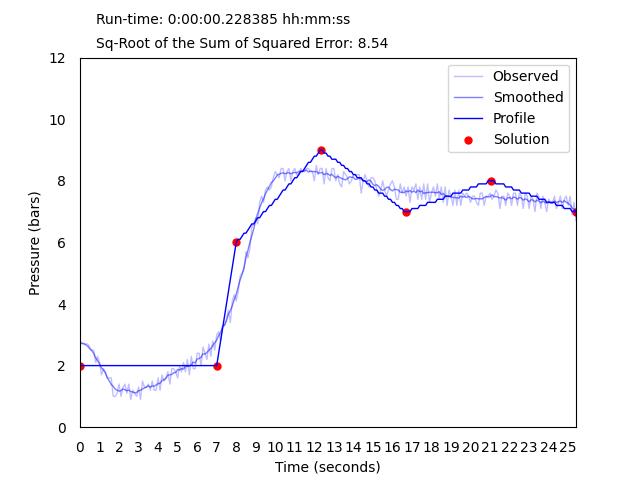 Run-time: 0:00:00.228385 hh:mm:ss
Sq-Root of the Sum of Squared Error: 8.54
12
10
8
6
4
2
0
Pressure (bars)
Observed
Smoothed
Profile
Solution
0 1 2 3 4 5 6 7 8 9 10 11 12 13 14 15 16 17 18 19 20 21 22 23 24 25
Time (seconds)